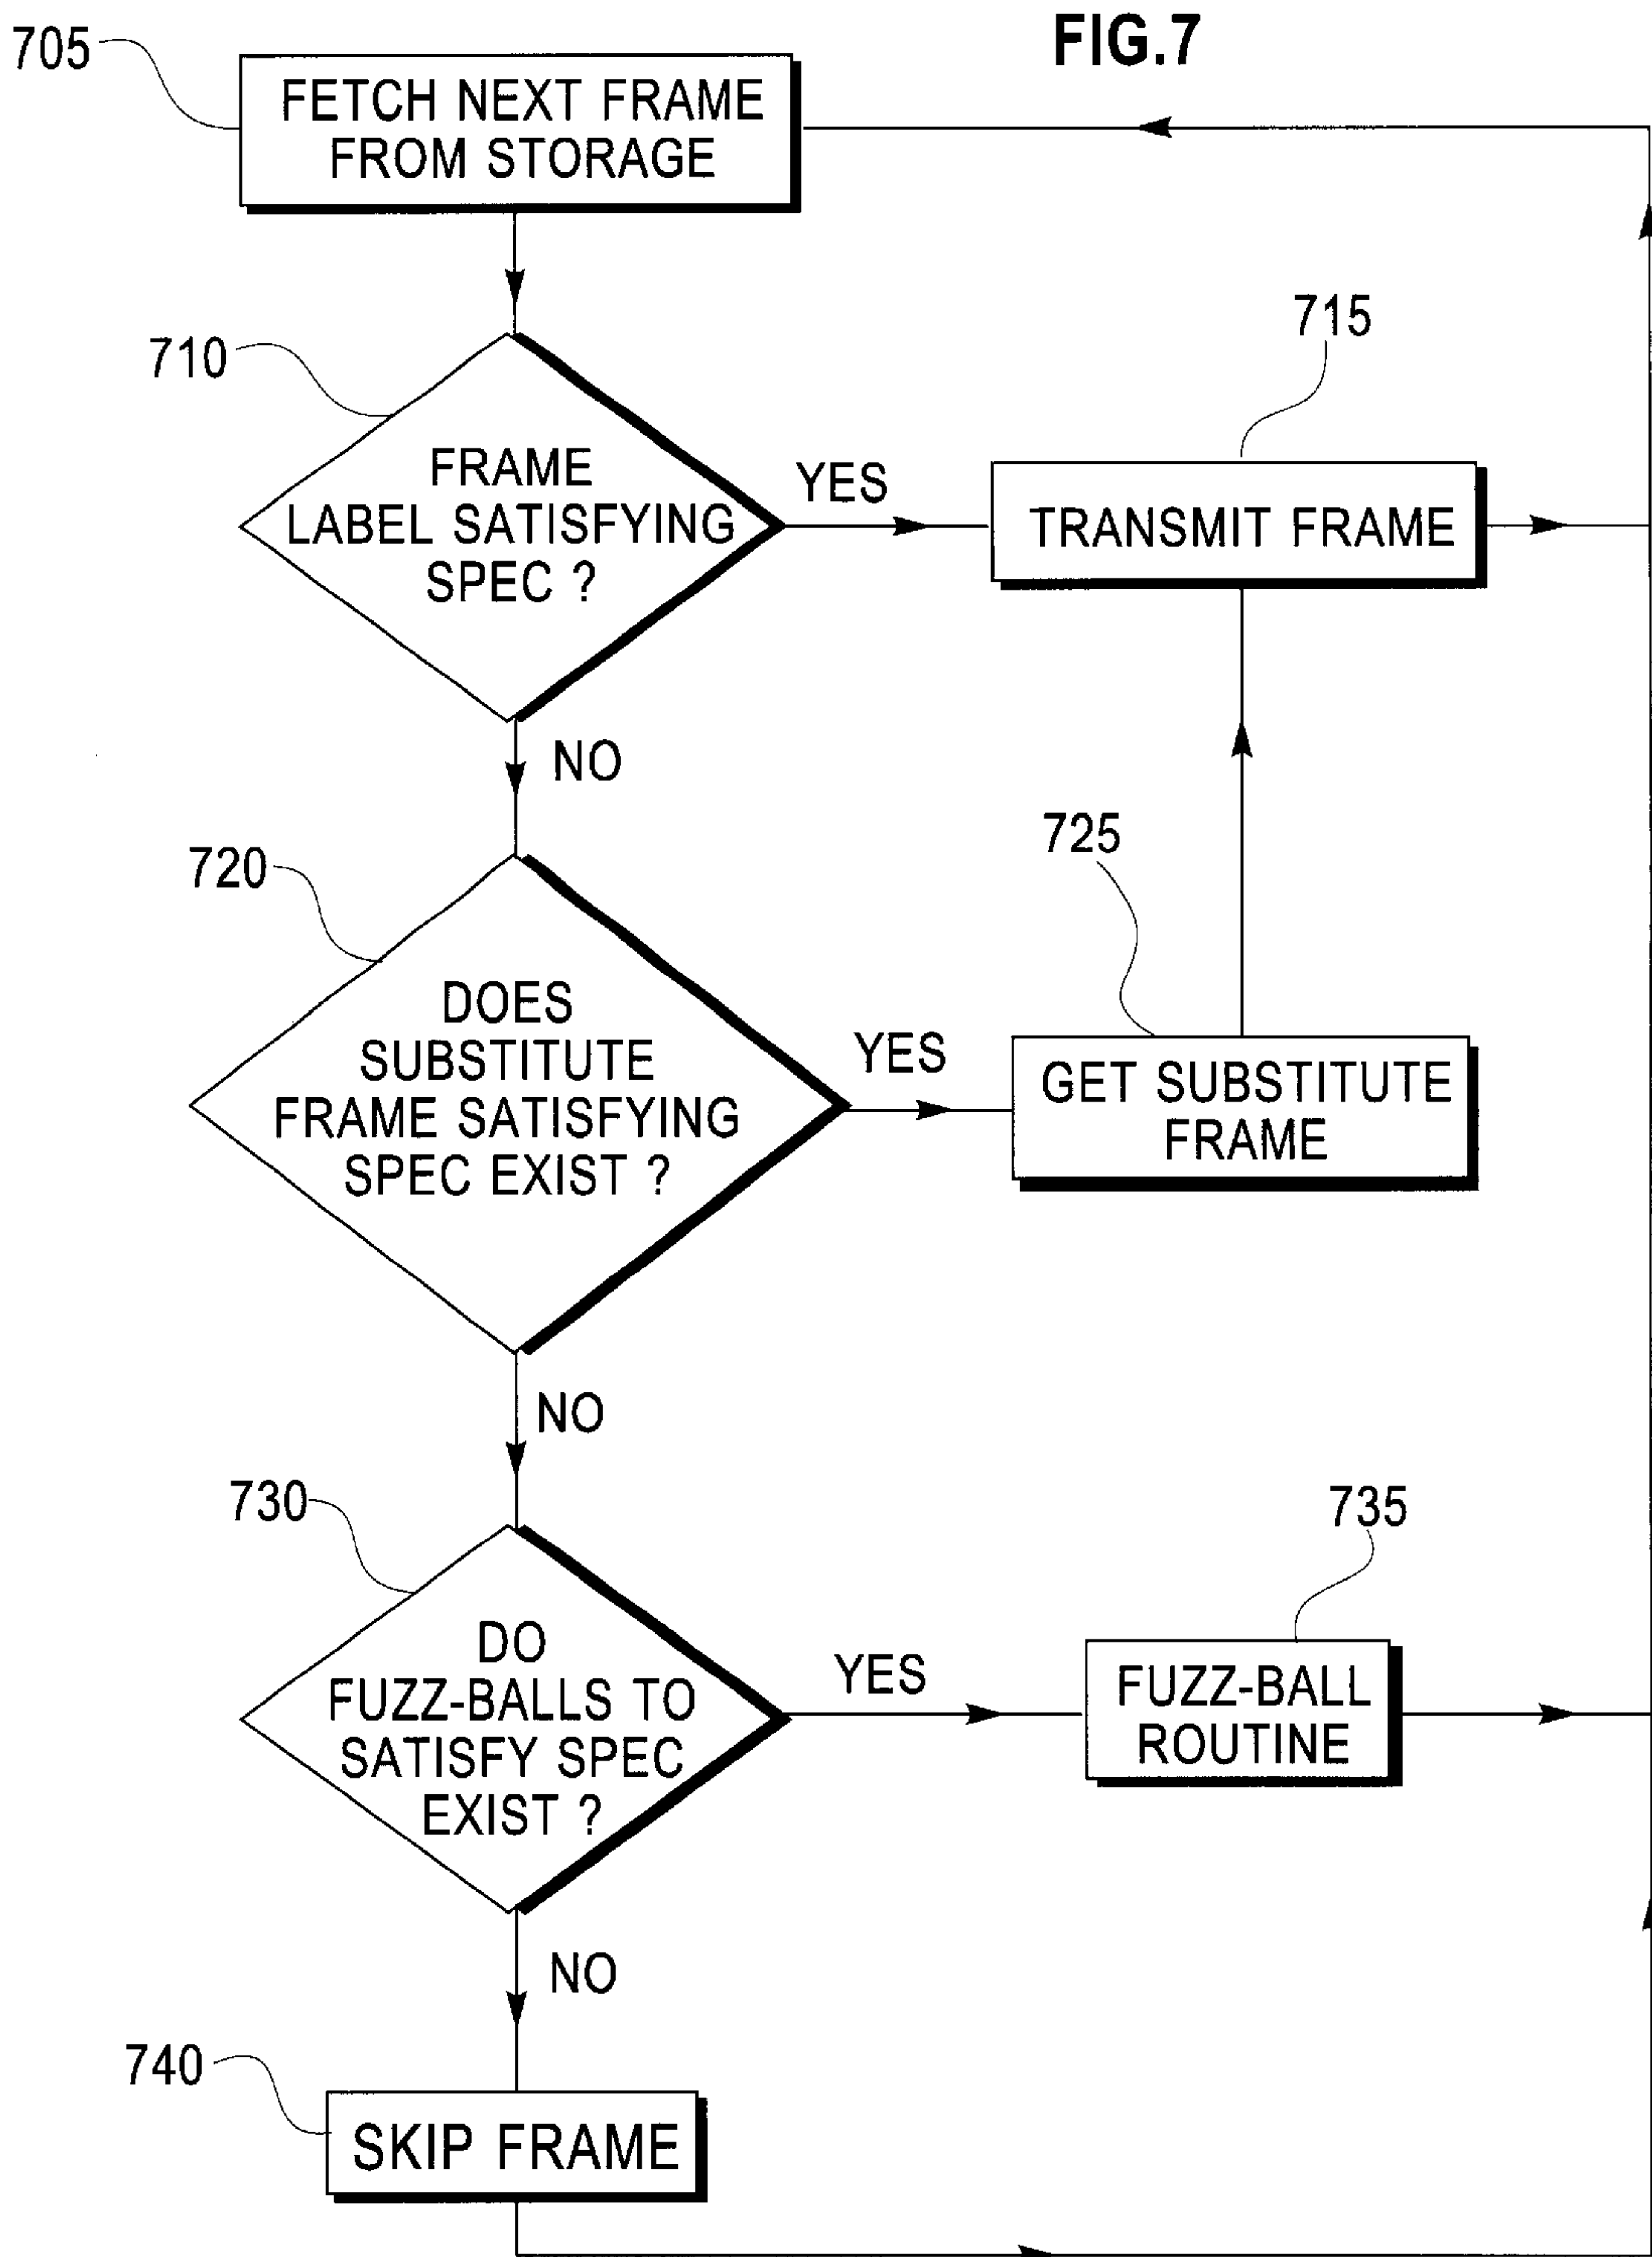 FIG.7
705
FETCH NEXT FRAME
FROM STORAGE
710
FRAME
LABEL SATISFYING
SPEC ?
YES
715
TRANSMIT FRAME
NO
720
DOES
SUBSTITUTE
FRAME SATISFYING
SPEC EXIST ?
YES
725
GET SUBSTITUTE
FRAME
NO
730
DO
FUZZ-BALLS TO
SATISFY SPEC
EXIST ?
YES
735
FUZZ-BALL
ROUTINE
NO
740
SKIP FRAME